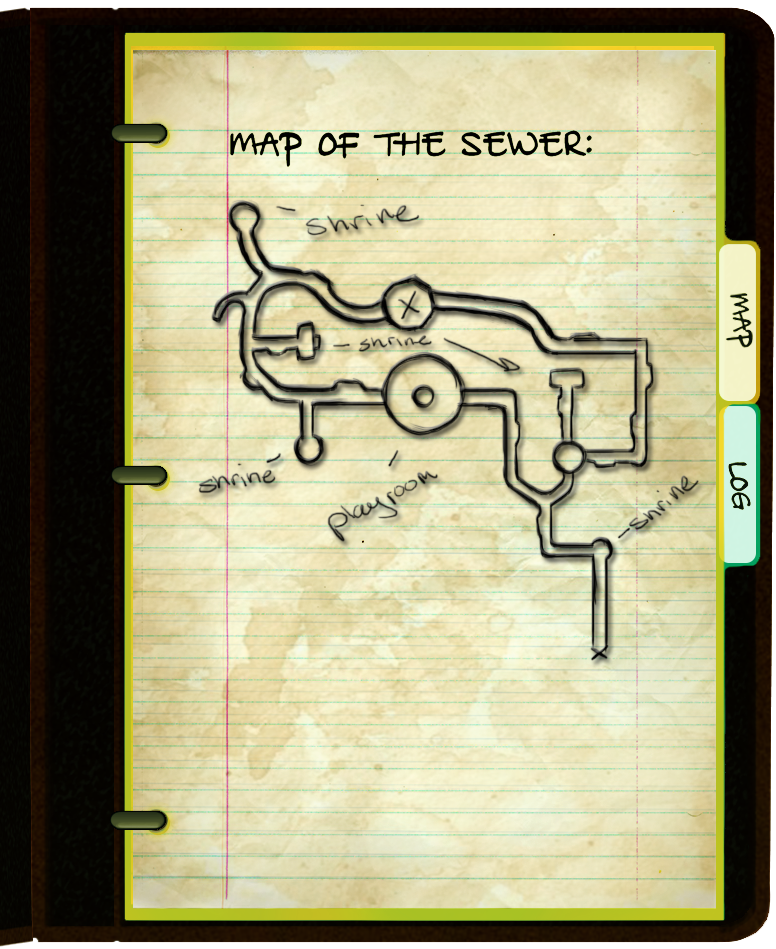 MAP OF THE SEWER:
shrine
X
shrine
shrine
playroom
shrine
x
MAP
LOG